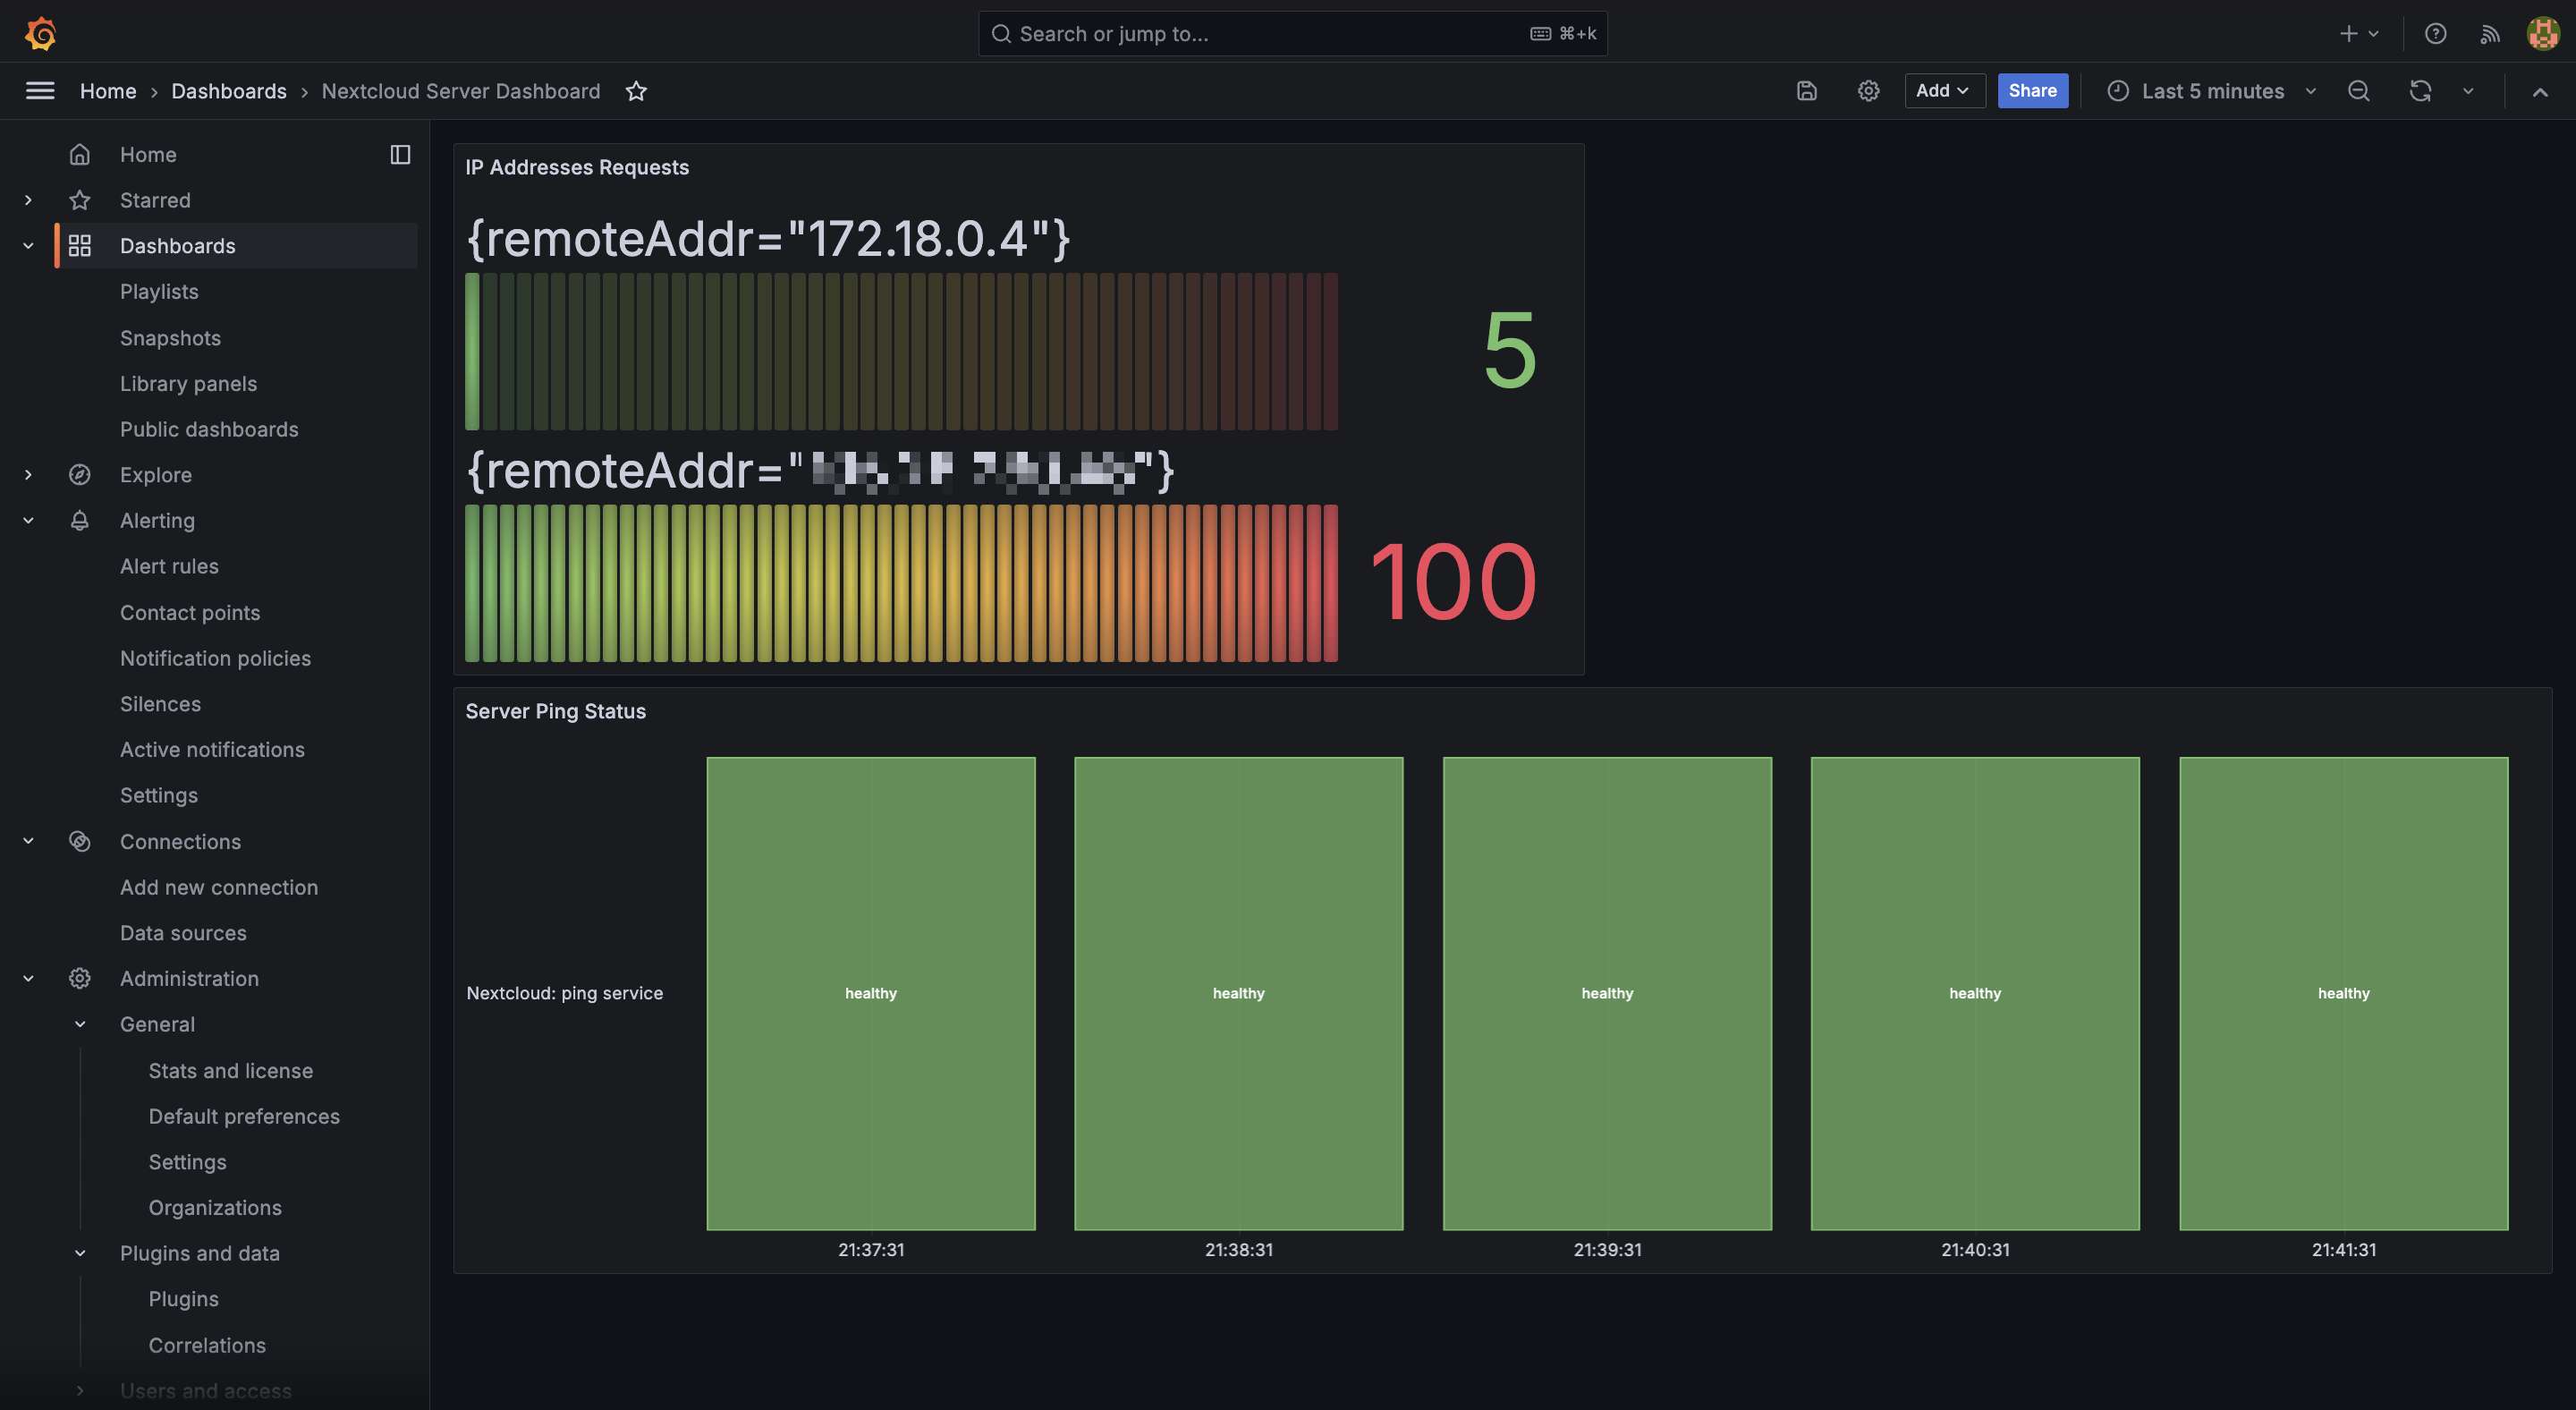 Search or jump to...
⌘+k
Home › Dashboards › Nextcloud Server Dashboard
Add
Share
Last 5 minutes
Home
Starred
Dashboards
Playlists
Snapshots
Library panels
Public dashboards
Explore
Alerting
Alert rules
Contact points
Notification policies
Silences
Active notifications
Settings
Connections
Add new connection
Data sources
Administration
General
Stats and license
Default preferences
Settings
Organizations
Plugins and data
Plugins
Correlations
Users and access
IP Addresses Requests
{remoteAddr="172.18.0.4"}
5
{remoteAddr=" "}
100
Server Ping Status
Nextcloud: ping service
healthy healthy healthy healthy healthy
21:37:31 21:38:31 21:39:31 21:40:31 21:41:31